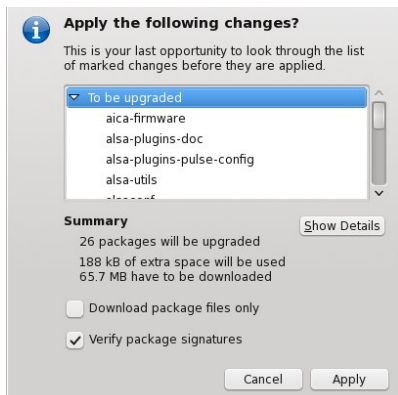 Apply the following changes?
This is your last opportunity to look through the list
of marked changes before they are applied.
To be upgraded
aica-firmware
alsa-plugins-doc
alsa-plugins-pulse-config
alsa-utils
Summary
Show Details
26 packages will be upgraded
188 kB of extra space will be used
65.7 MB have to be downloaded
Download package files only
Verify package signatures
Cancel
Apply